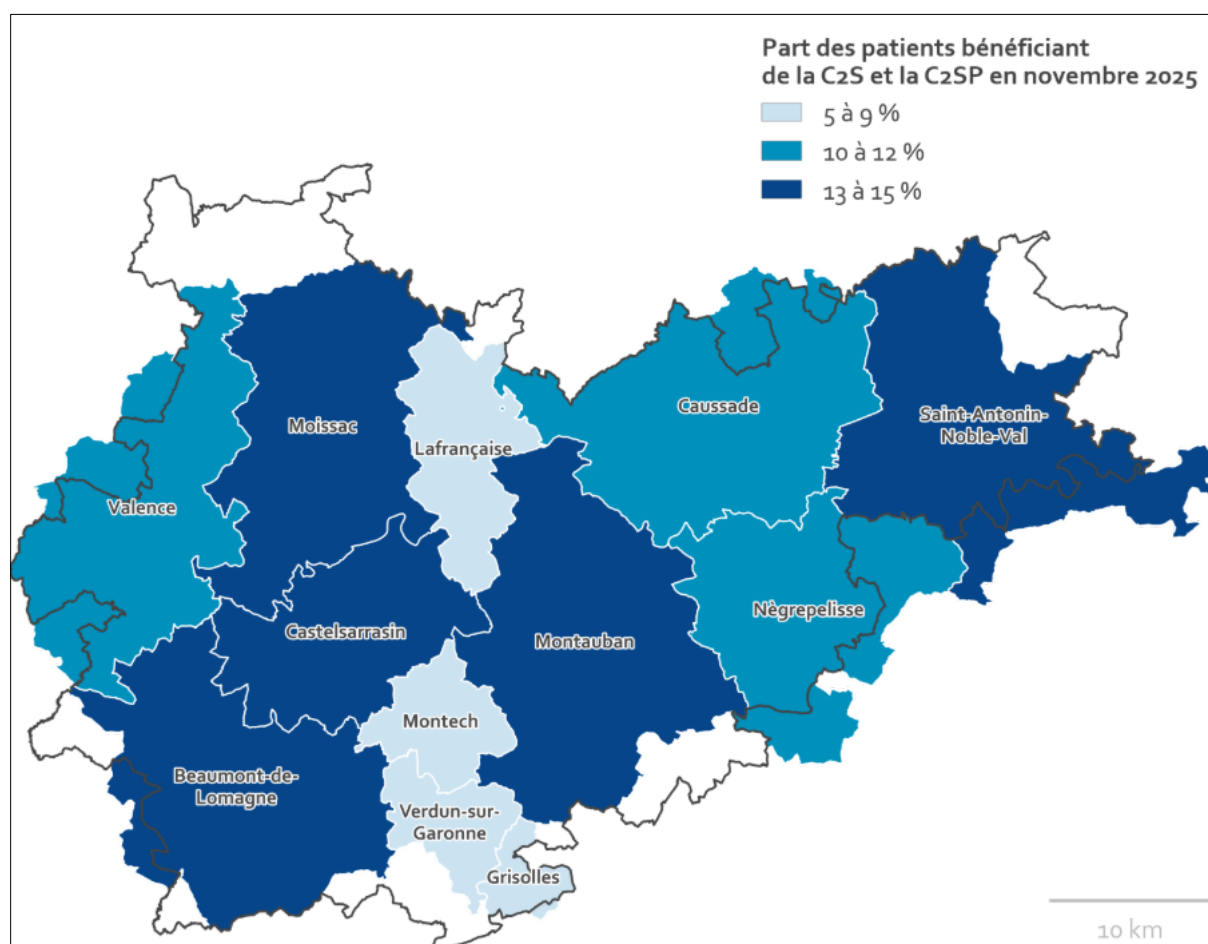 Part des patients bénéficiant
de la C2S et la C2SP en novembre 2025
5 à 9 %
10 à 12 %
13 à 15 %
Caussade
Saint-Antonin-
Noble-Val
Moissac
Lafrançaise
Valence
Nègrepelisse
Castelsarrasin
Montauban
Montech
Beaumont-de-
Lomagne
Verdun-sur-
Garonne
Grisolles
10 km